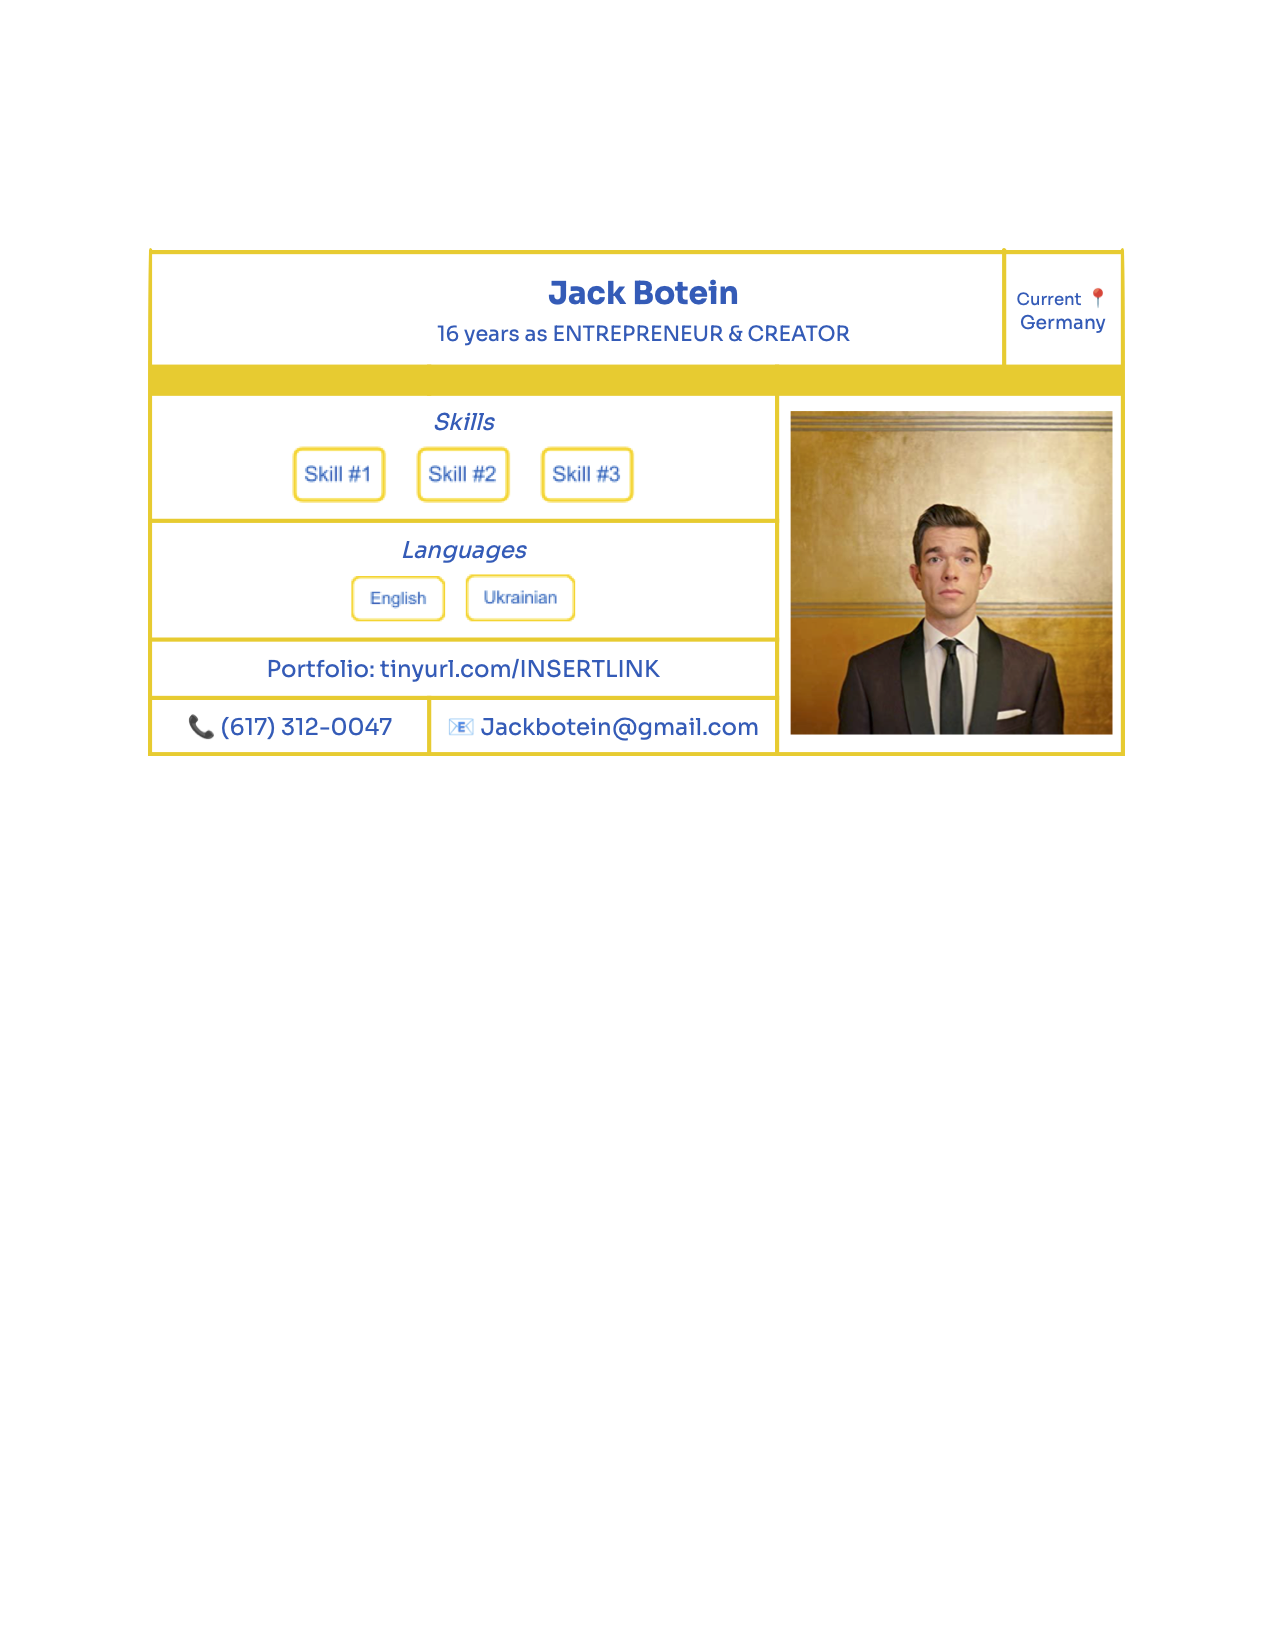 Jack Botein
16 years as ENTREPRENEUR & CREATOR
Current 📍
Germany
Skills
Skill #1 Skill #2 Skill #3
Languages
English Ukrainian
Portfolio: tinyurl.com/INSERTLINK
📞 (617) 312-0047
📧 Jackbotein@gmail.com